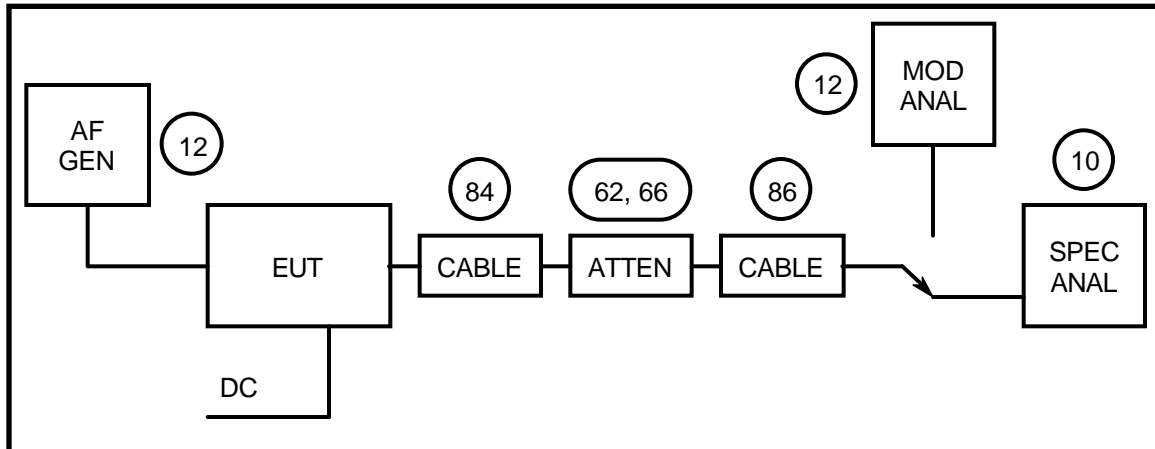 AF
GEN
12
12
MOD
ANAL
10
84
62, 66
86
EUT
CABLE
ATTEN
CABLE
SPEC
ANAL
DC